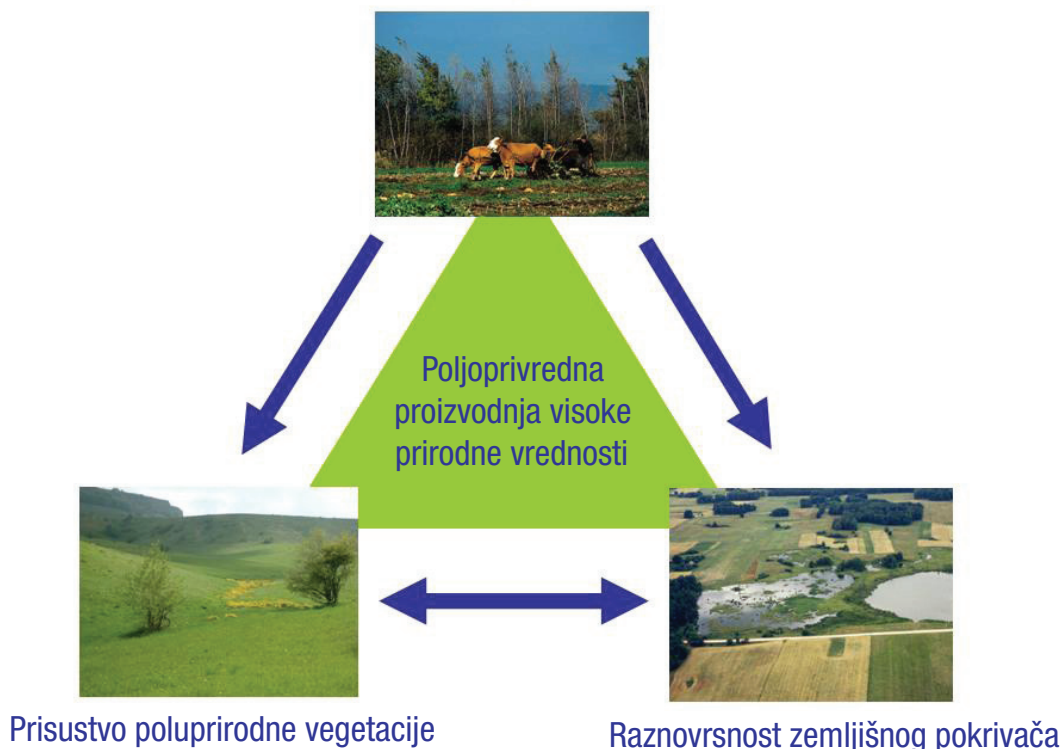 Poljoprivredna
proizvodnja visoke
prirodne vrednosti
Prisustvo poluprirodne vegetacije
Raznovrsnost zemljišnog pokrivača